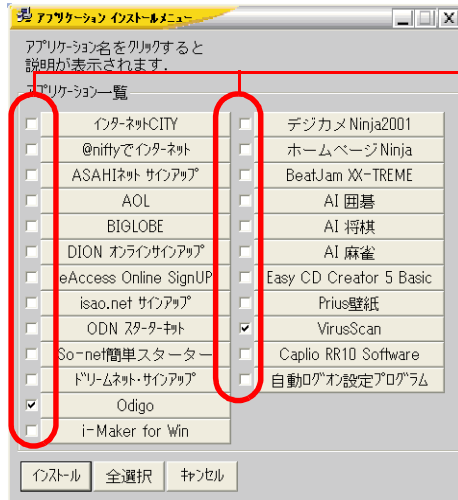 アプリケーション インストールメニュー
アプリケーション名をクリックすると
説明が表示されます.
アプリケーション一覧
インターネットCITY
@niftyでインターネット
ASAHIネット サインアップ
AOL
BIGLOBE
DION オンラインサインアップ
eAccess Online SignUP
isao.net サインアップ
ODN スターターキット
So-net簡単スターター
ドリームネット・サインアップ
Odigo
i-Maker for Win
デジカメNinja2001
ホームページNinja
BeatJam XX-TREME
AI 囲碁
AI 将棋
AI 麻雀
Easy CD Creator 5 Basic
Prius壁紙
VirusScan
Caplio RR10 Software
自動ログオン設定プログラム
インストール 全選択 キャンセル